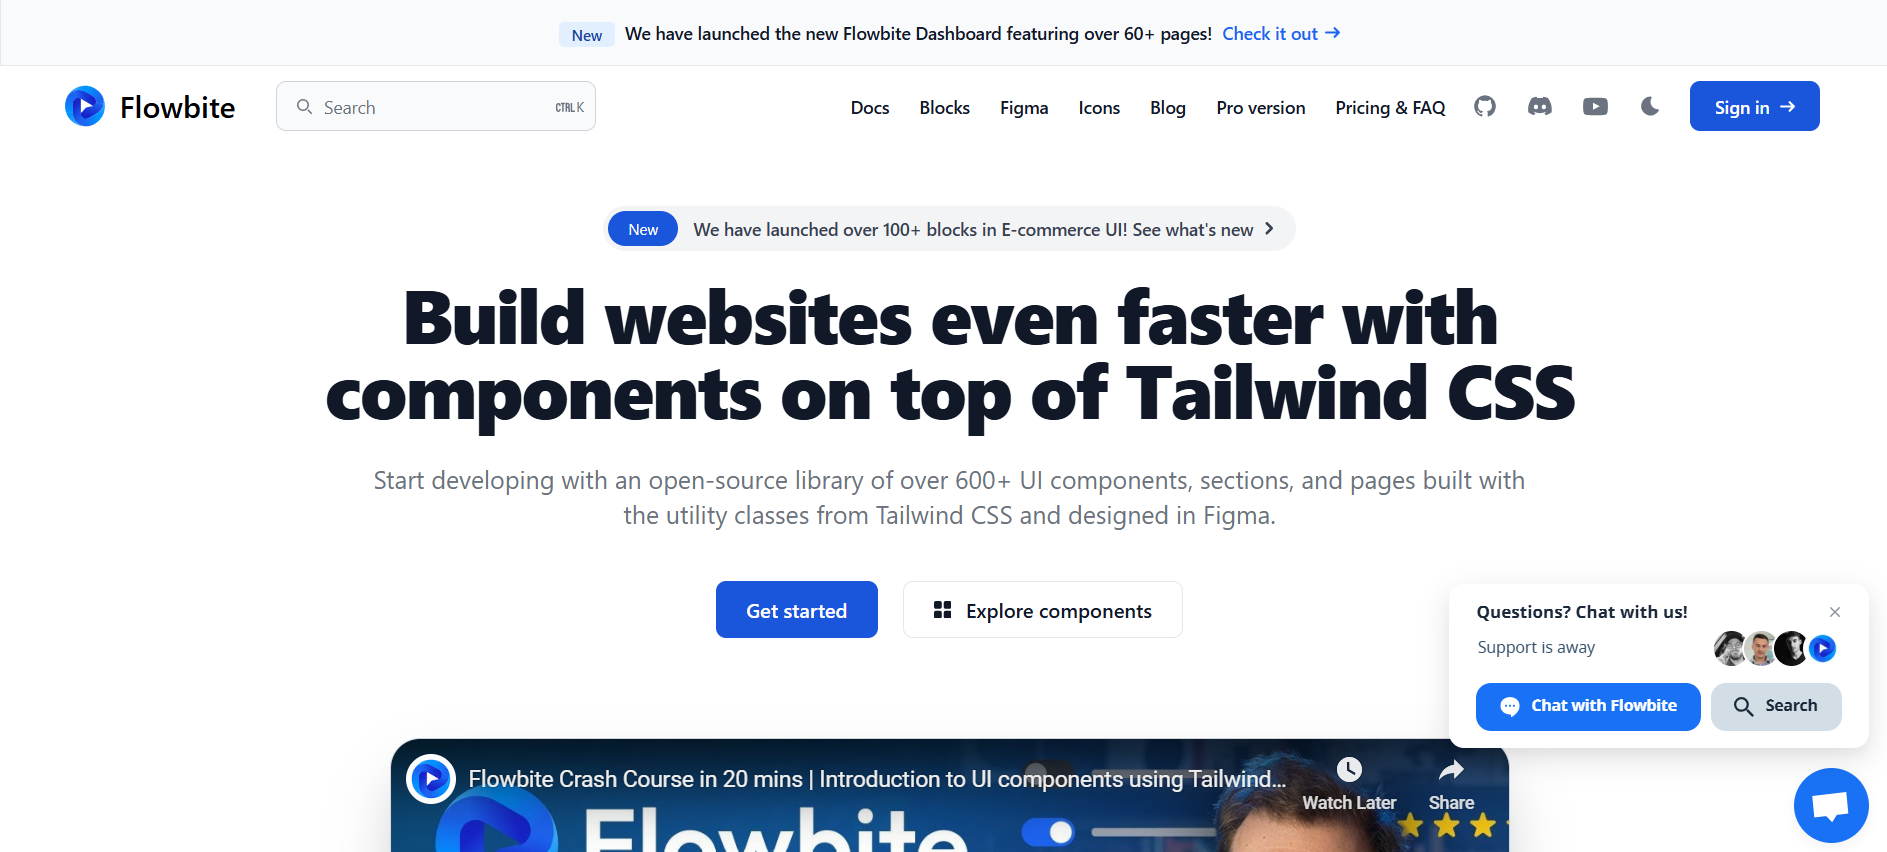 New We have launched the new Flowbite Dashboard featuring over 60+ pages! Check it out →
Flowbite Search CTRL K Docs Blocks Figma Icons Blog Pro version Pricing & FAQ Sign in →
New We have launched over 100+ blocks in E-commerce UI! See what's new
Build websites even faster with
components on top of Tailwind CSS
Start developing with an open-source library of over 600+ UI components, sections, and pages built with
the utility classes from Tailwind CSS and designed in Figma.
Get started Explore components
Questions? Chat with us!
Support is away
Chat with Flowbite Search
Flowbite Crash Course in 20 mins | Introduction to UI components using Tailwind...
Watch Later Share
Flowbite